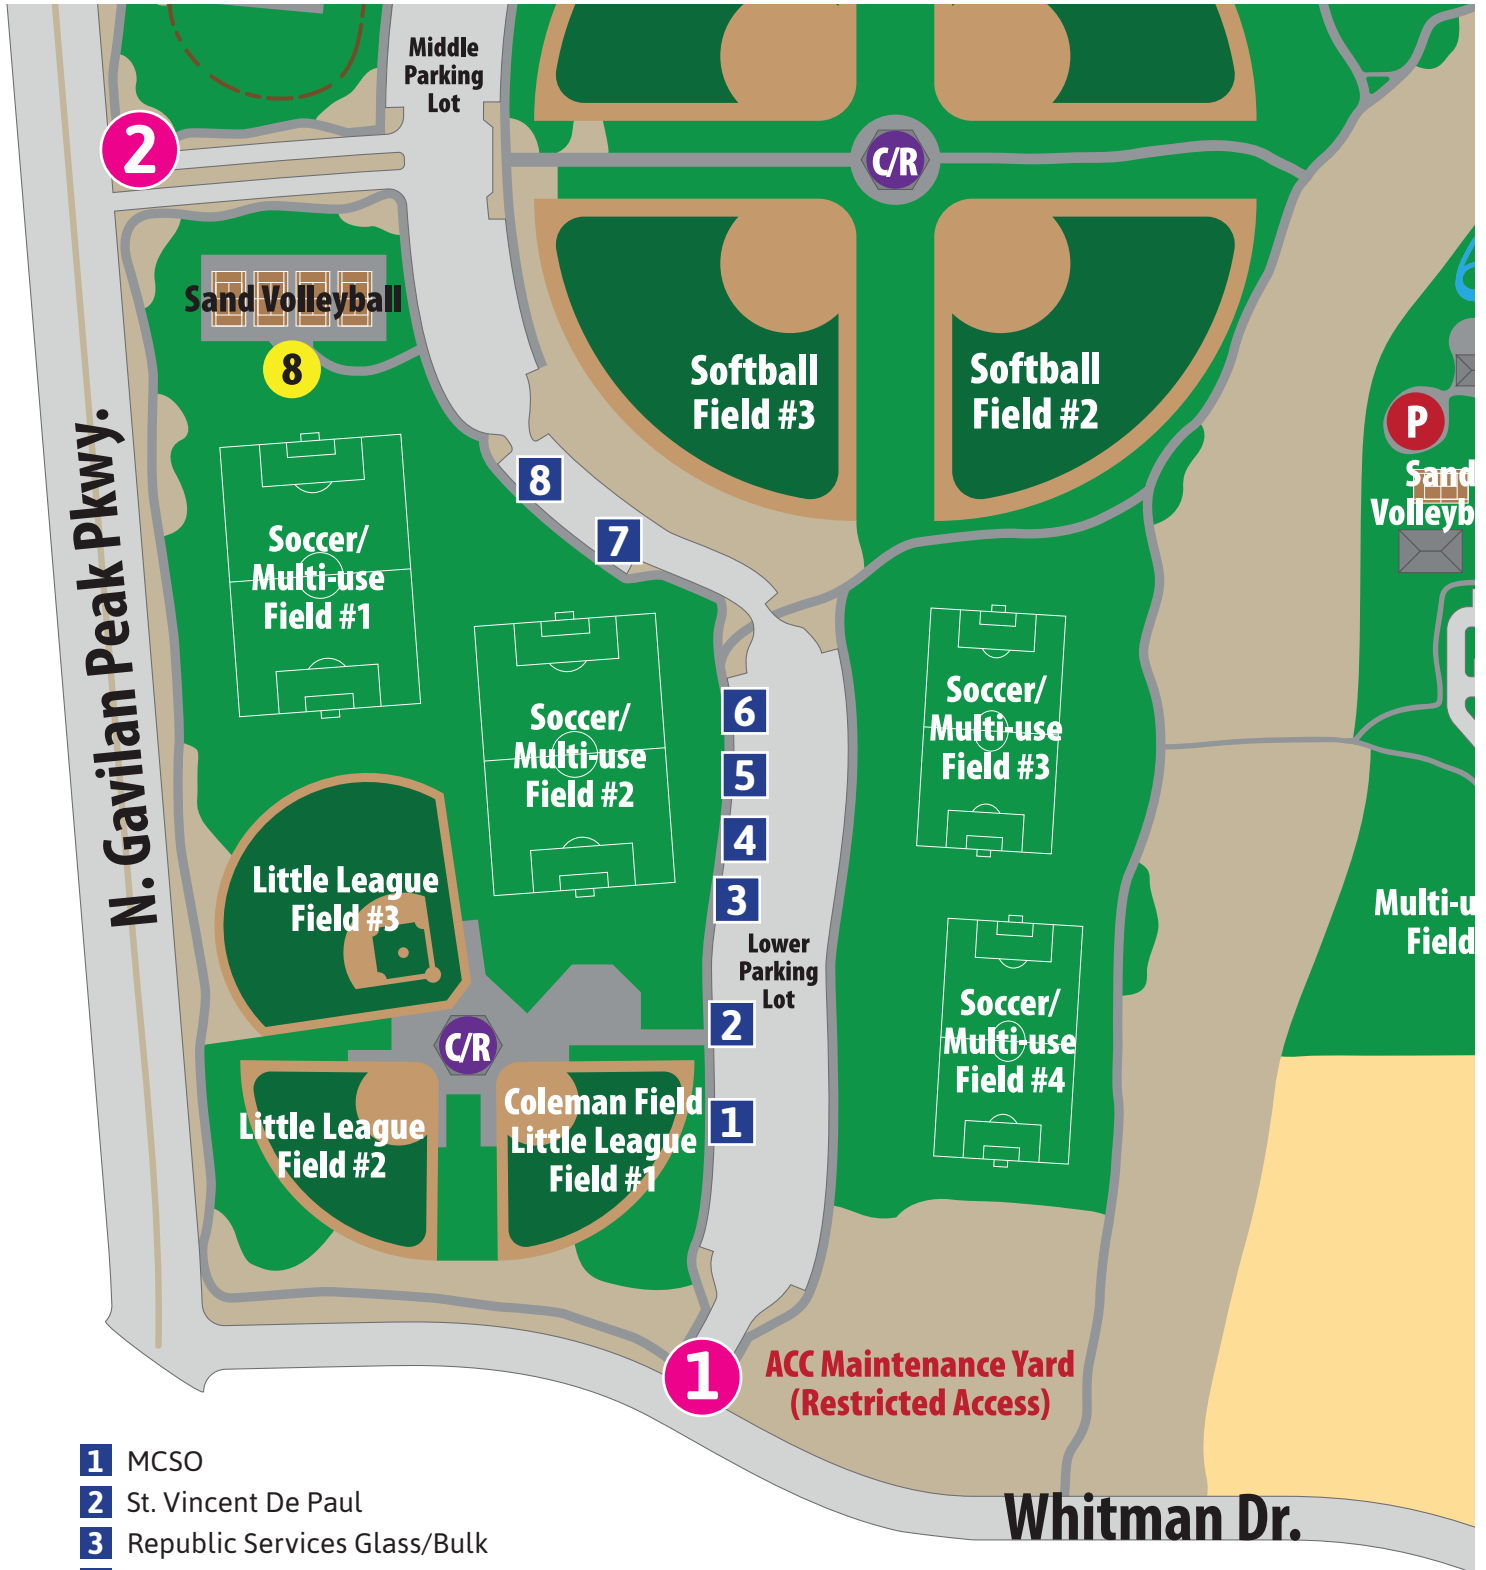 Middle
Parking
Lot
2
C/R
Sand Volleyball
8
Softball
Field #3
Softball
Field #2
P
Sand
Volleyb
N. Gavilan Peak Pkwy.
8
7
Soccer/
Multi-use
Field #1
Soccer/
Multi-use
Field #2
6
5
4
3
Soccer/
Multi-use
Field #3
Little League
Field #3
Lower
Parking
Lot
Multi-u
Field
2
C/R
Soccer/
Multi-use
Field #4
Little League
Field #2
Coleman Field
Little League
Field #1
1
1
ACC Maintenance Yard
(Restricted Access)
Whitman Dr.
1 MCSO
2 St. Vincent De Paul
3 Republic Services Glass/Bulk